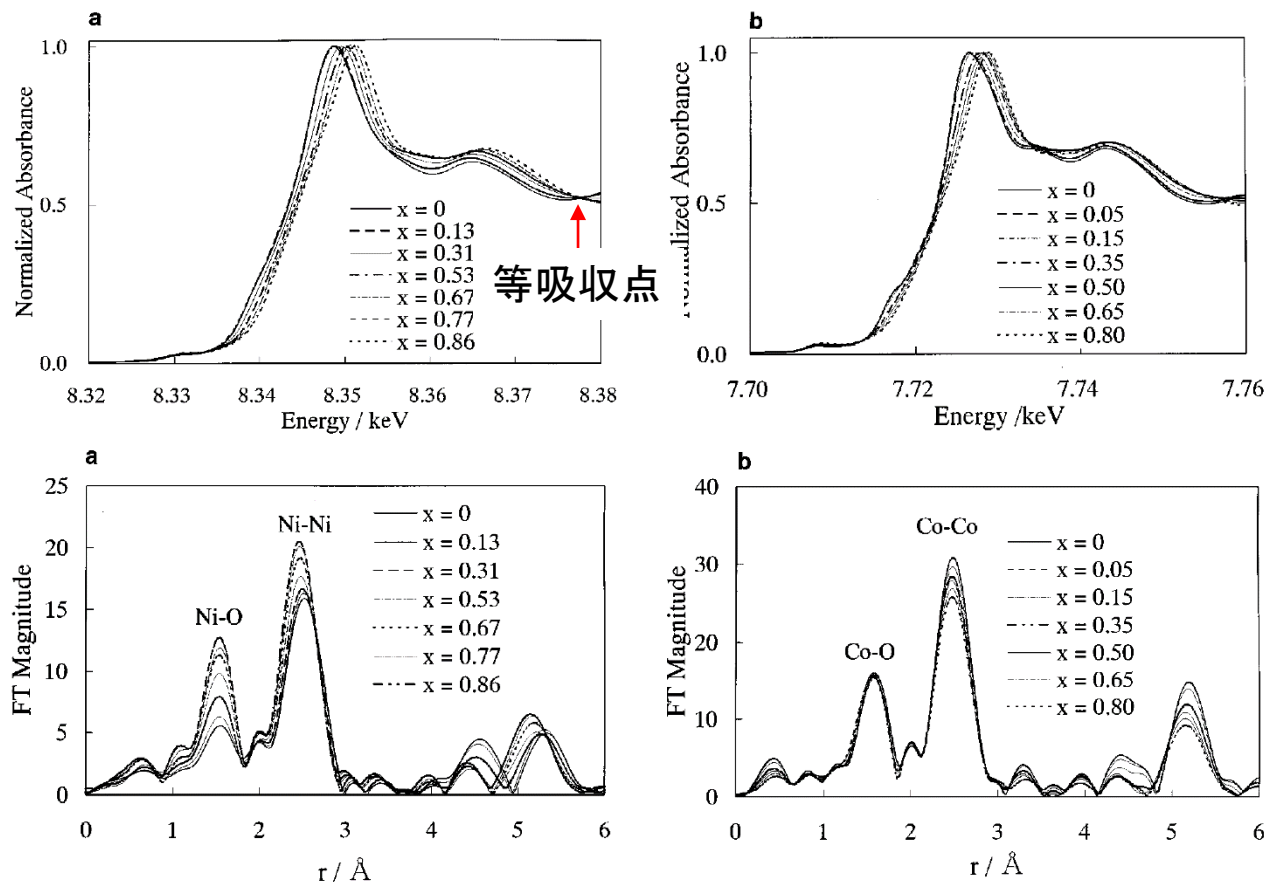 a
1.0
0.5
0.0
Normalized Absorbance
x = 0
x = 0.13
x = 0.31
x = 0.53
x = 0.67
x = 0.77
x = 0.86
等吸収点
8.32 8.33 8.34 8.35 8.36 8.37 8.38
Energy / keV
b
1.0
0.5
0.0
Normalized Absorbance
x = 0
x = 0.05
x = 0.15
x = 0.35
x = 0.50
x = 0.65
x = 0.80
7.70 7.72 7.74 7.76
Energy /keV
a
25
20
15
10
5
0
FT Magnitude
Ni-O
Ni-Ni
x = 0
x = 0.13
x = 0.31
x = 0.53
x = 0.67
x = 0.77
x = 0.86
0 1 2 3 4 5 6
r / Å
b
40
30
20
10
0
FT Magnitude
Co-O
Co-Co
x = 0
x = 0.05
x = 0.15
x = 0.35
x = 0.50
x = 0.65
x = 0.80
0 1 2 3 4 5 6
r / Å